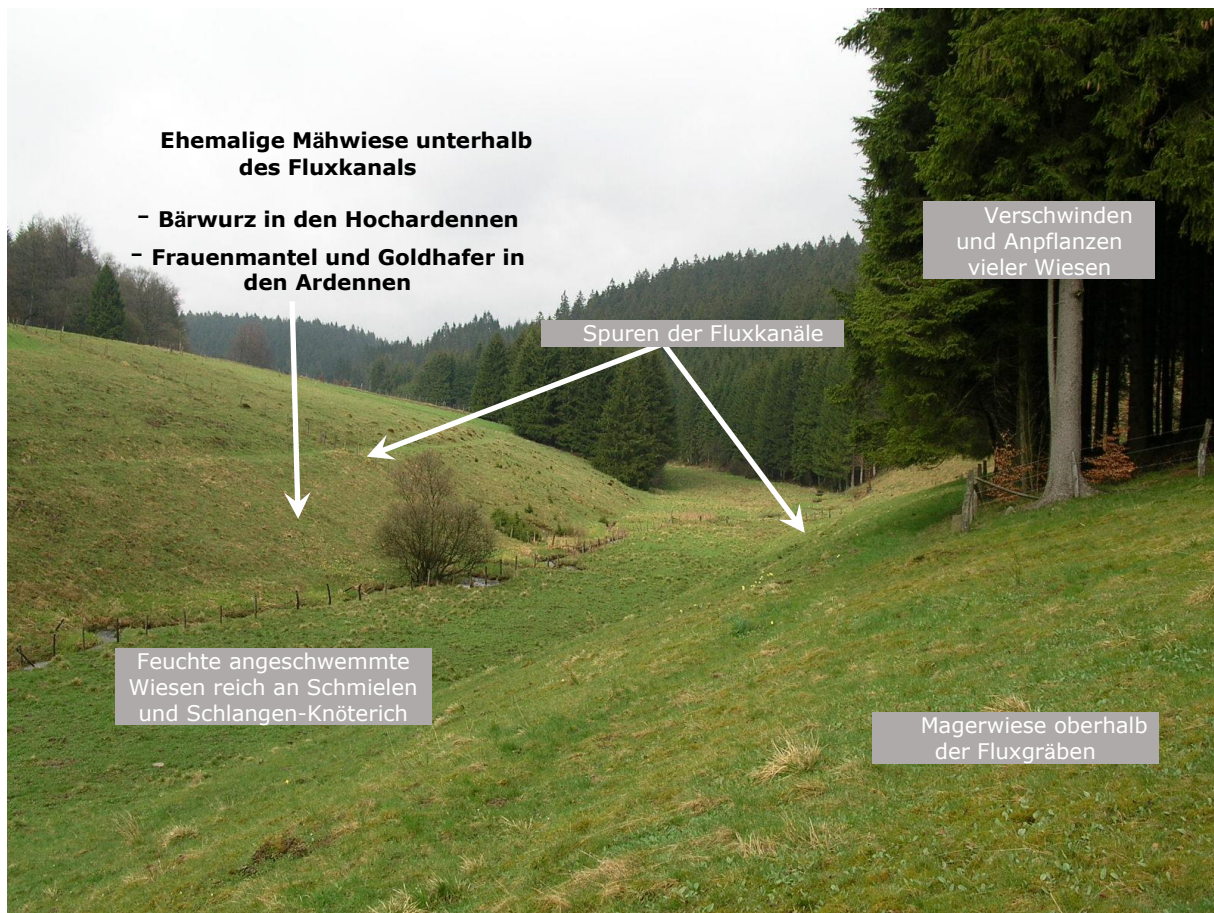 Ehemalige Mähwiese unterhalb
des Fluxkanals
- Bärwurz in den Hochardennen
- Frauenmantel und Goldhafer in
den Ardennen
Verschwinden
und Anpflanzen
vieler Wiesen
Spuren der Fluxkanäle
Feuchte angeschwemmte
Wiesen reich an Schmielen
und Schlangen-Knöterich
Magerwiese oberhalb
der Fluxgräben